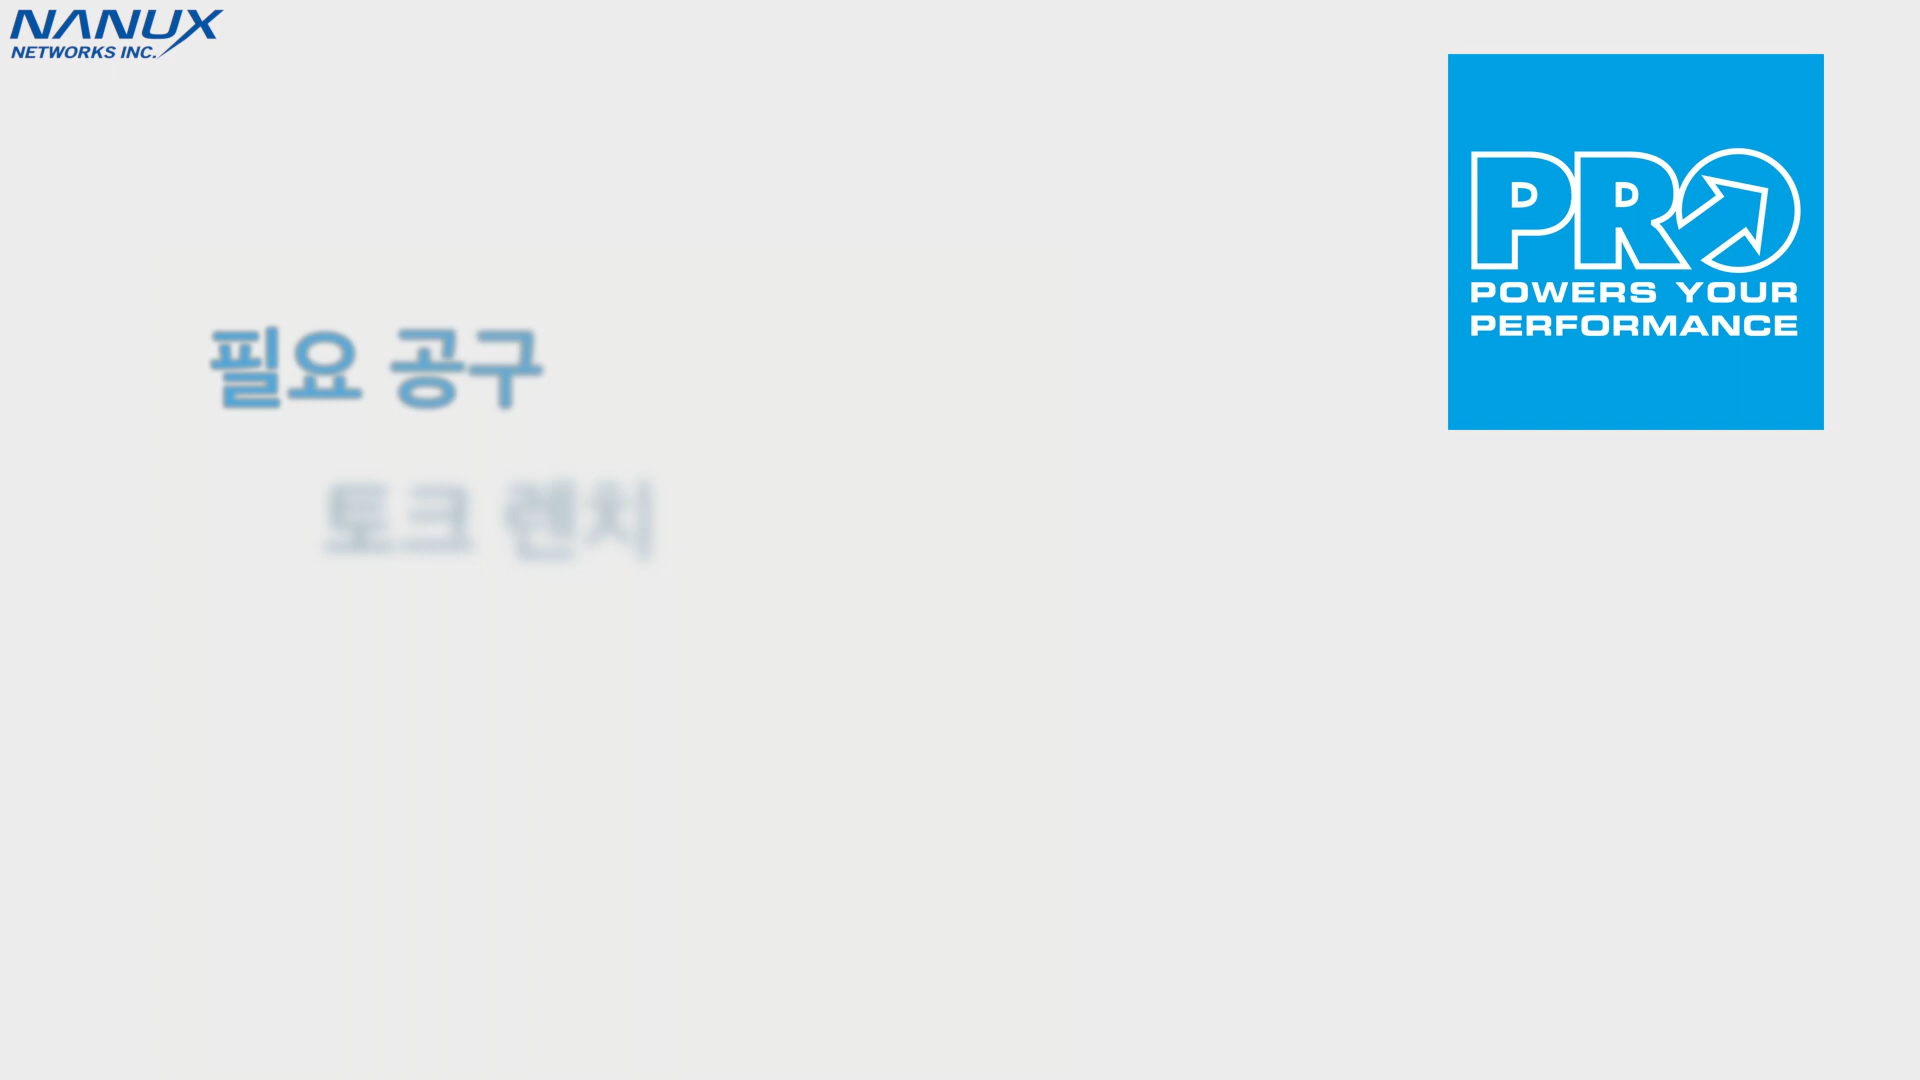 NANUX
NETWORKS INC.
PRO
POWERS YOUR
PERFORMANCE
필요 공구
토크 렌치